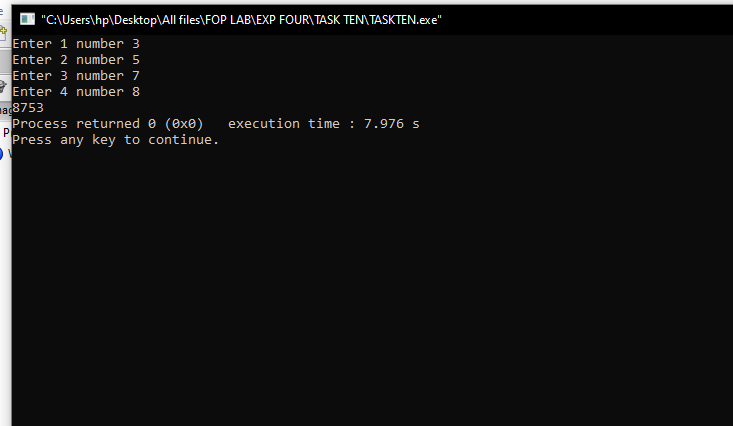 "C:\Users\hp\Desktop\All files\FOP LAB\EXP FOUR\TASK TEN\TASKTEN.exe"
Enter 1 number 3
Enter 2 number 5
Enter 3 number 7
Enter 4 number 8
8753
Process returned 0 (0x0)   execution time : 7.976 s
Press any key to continue.